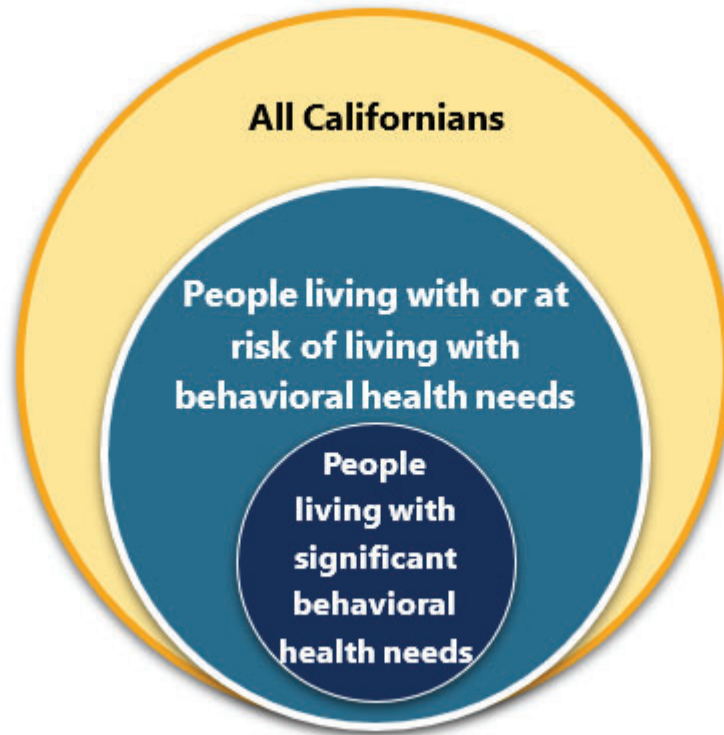 All Californians
People living with or at
risk of living with
behavioral health needs
People
living with
significant
behavioral
health needs